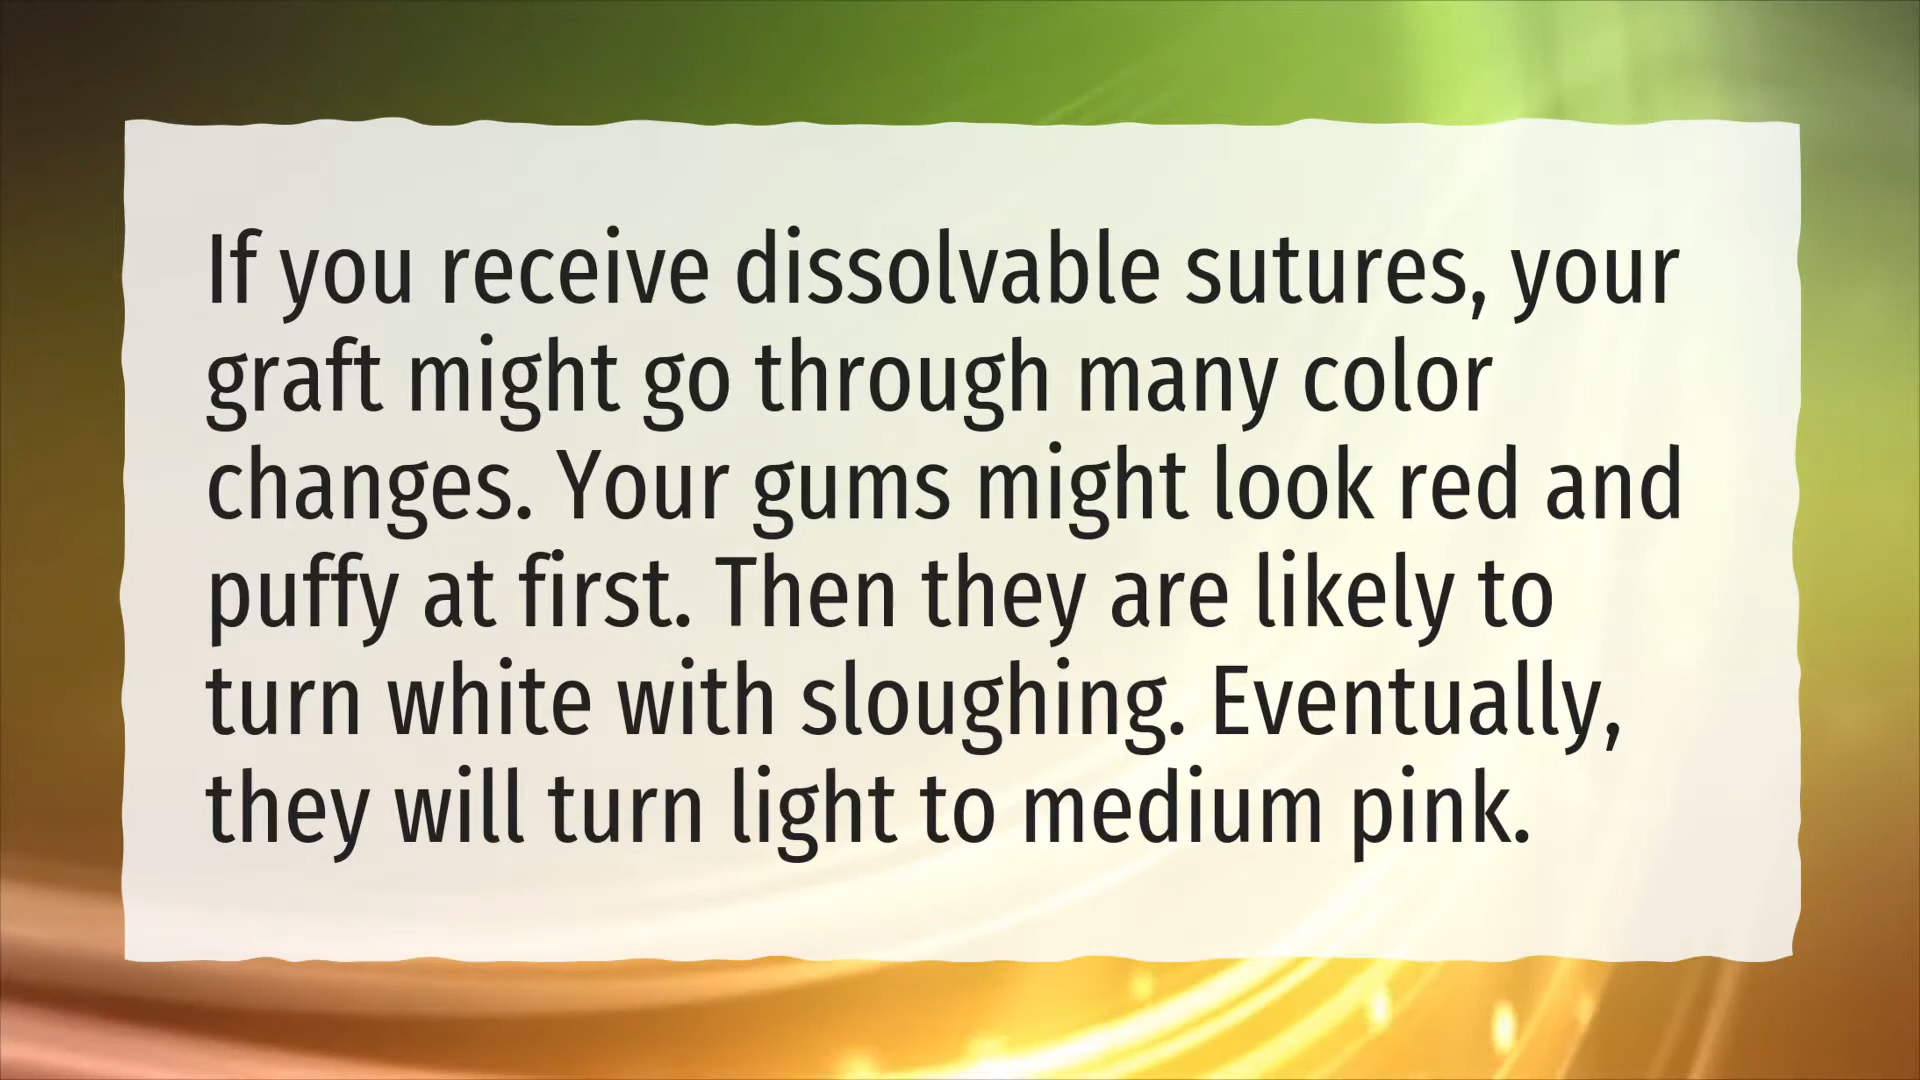 If you receive dissolvable sutures, your
graft might go through many color
changes. Your gums might look red and
puffy at first. Then they are likely to
turn white with sloughing. Eventually,
they will turn light to medium pink.